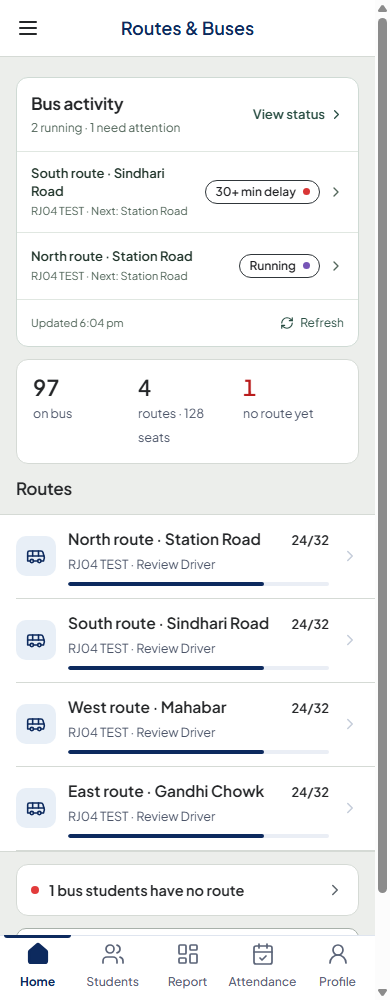 Routes & Buses
Bus activity
2 running · 1 need attention
View status
South route · Sindhari
Road
RJ04 TEST · Next: Station Road
30+ min delay
North route · Station Road
RJ04 TEST · Next: Station Road
Running
Updated 6:04 pm
Refresh
97
on bus
4
routes · 128
seats
1
no route yet
Routes
North route · Station Road
24/32
RJ04 TEST · Review Driver
South route · Sindhari Road
24/32
RJ04 TEST · Review Driver
West route · Mahabar
24/32
RJ04 TEST · Review Driver
East route · Gandhi Chowk
24/32
RJ04 TEST · Review Driver
1 bus students have no route
Home
Students
Report
Attendance
Profile